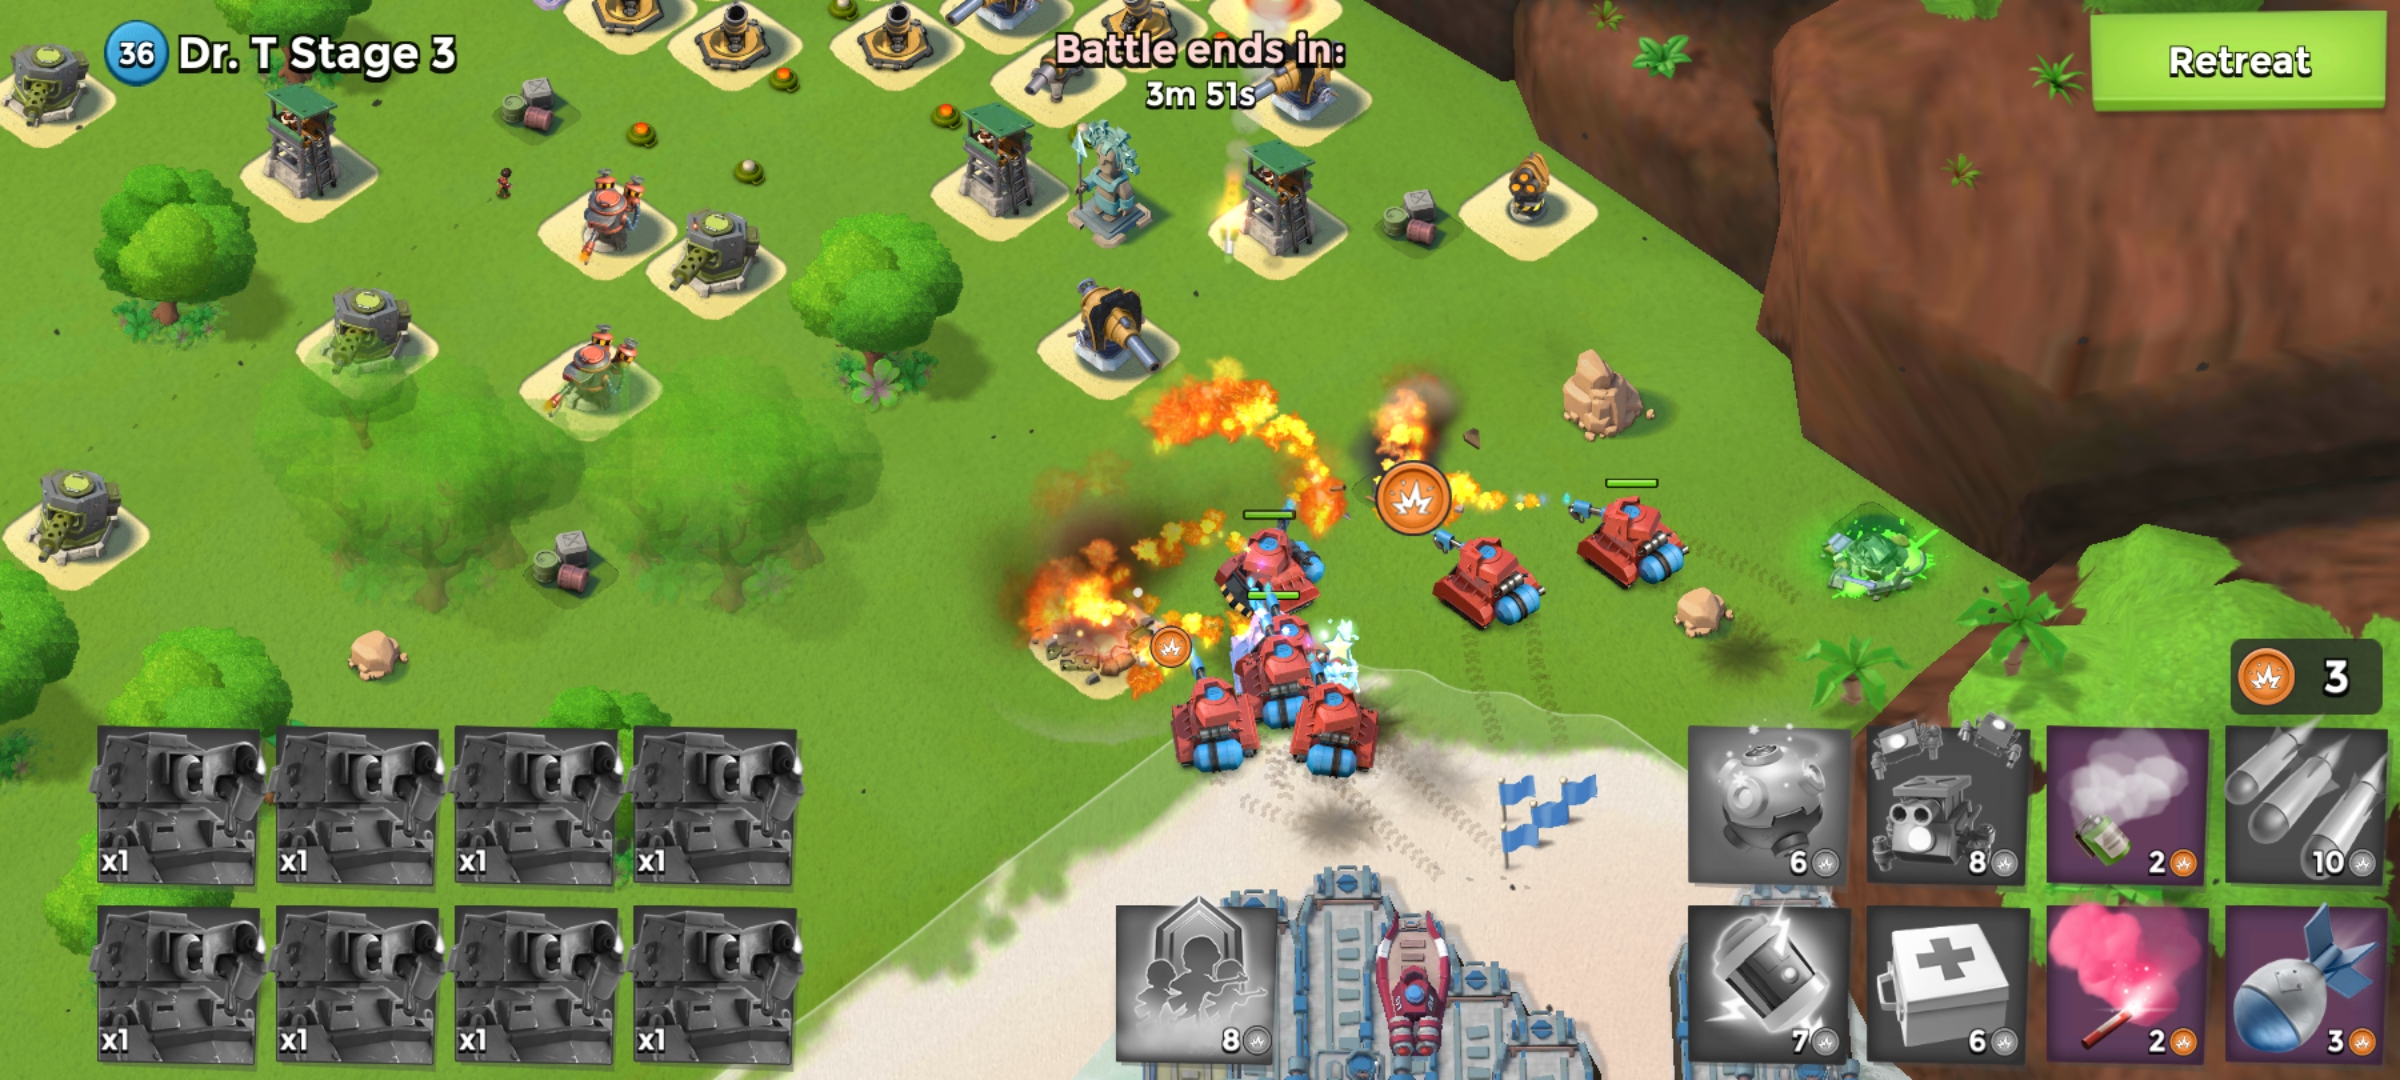 36 Dr. T Stage 3
Battle ends in:
3m 51s
Retreat
3
x1 x1 x1 x1
6 8 2 10
x1 x1 x1 x1
8
7 6 2 3